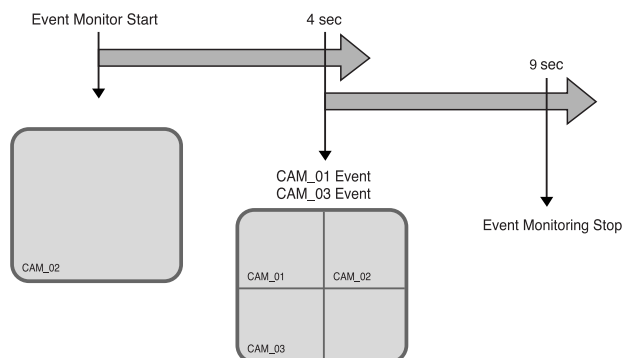 Event Monitor Start
4 sec
9 sec
CAM_01 Event
CAM_03 Event
Event Monitoring Stop
CAM_02
CAM_01
CAM_02
CAM_03